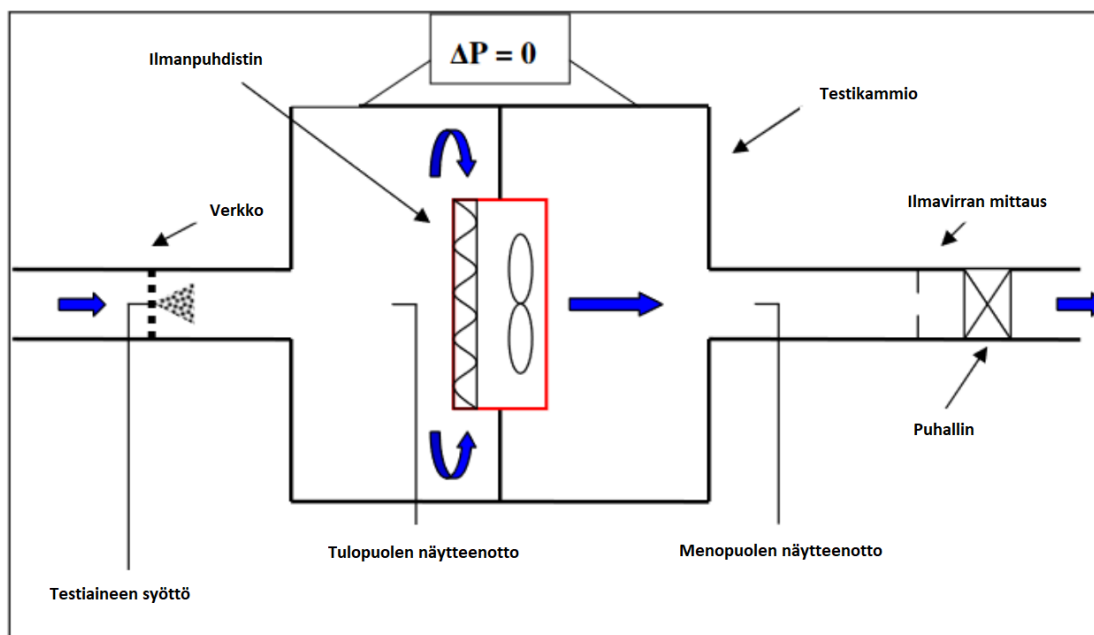 ΔP = 0
Ilmanpuhdistin
Testikammio
Verkko
Ilmavirran mittaus
Puhallin
Tulopuolen näytteenotto
Menopuolen näytteenotto
Testiaineen syöttö